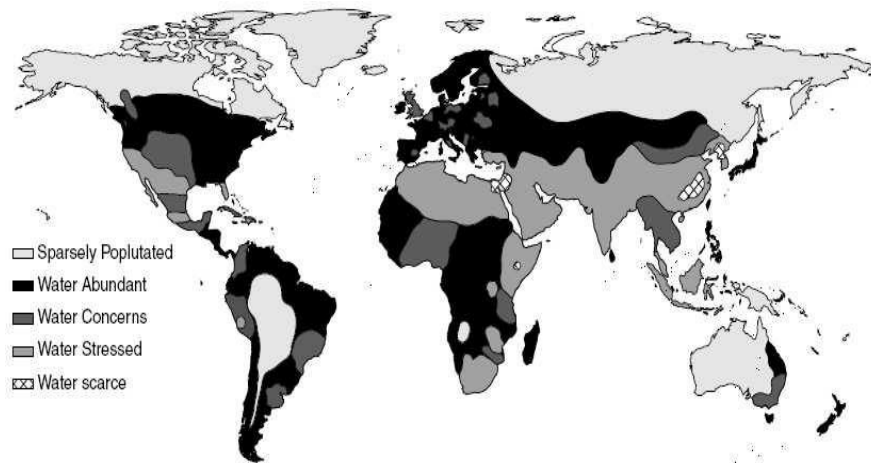 Sparsely Poplutated
Water Abundant
Water Concerns
Water Stressed
Water scarce